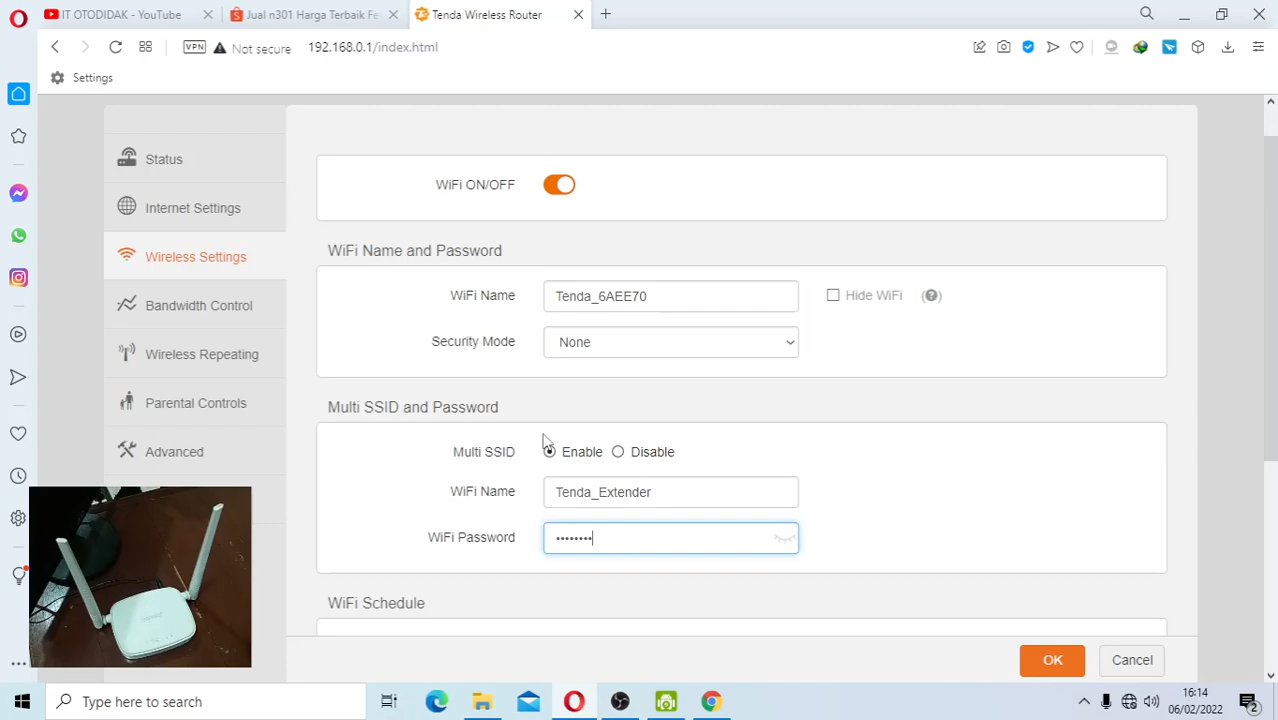 IT OTODIDAK - YouTube
Jual n301 Harga Terbaik Fe
Tenda Wireless Router
VPN
Not secure
192.168.0.1/index.html
Settings
Status
Internet Settings
Wireless Settings
Bandwidth Control
Wireless Repeating
Parental Controls
Advanced
WiFi ON/OFF
WiFi Name and Password
WiFi Name
Tenda_6AEE70
Hide WiFi
(?)
Security Mode
None
Multi SSID and Password
Multi SSID
Enable
Disable
WiFi Name
Tenda_Extender
WiFi Password
••••••••
WiFi Schedule
OK
Cancel
Type here to search
16:14
06/02/2022
2